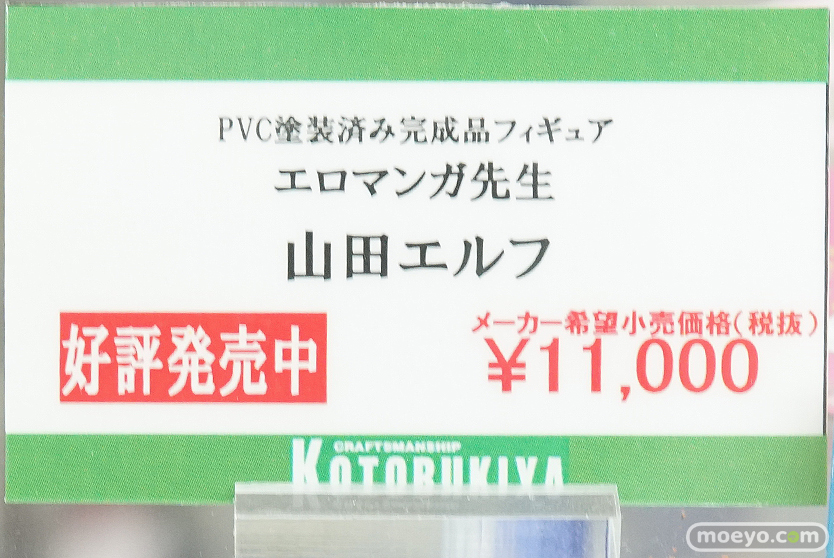 PVC塗装済み完成品フィギュア
エロマンガ先生
山田エルフ
好評発売中
メーカー希望小売価格(税抜)
¥11,000
CRAFTSMANSHIP
KOTOBUKIYA
moeyo.com